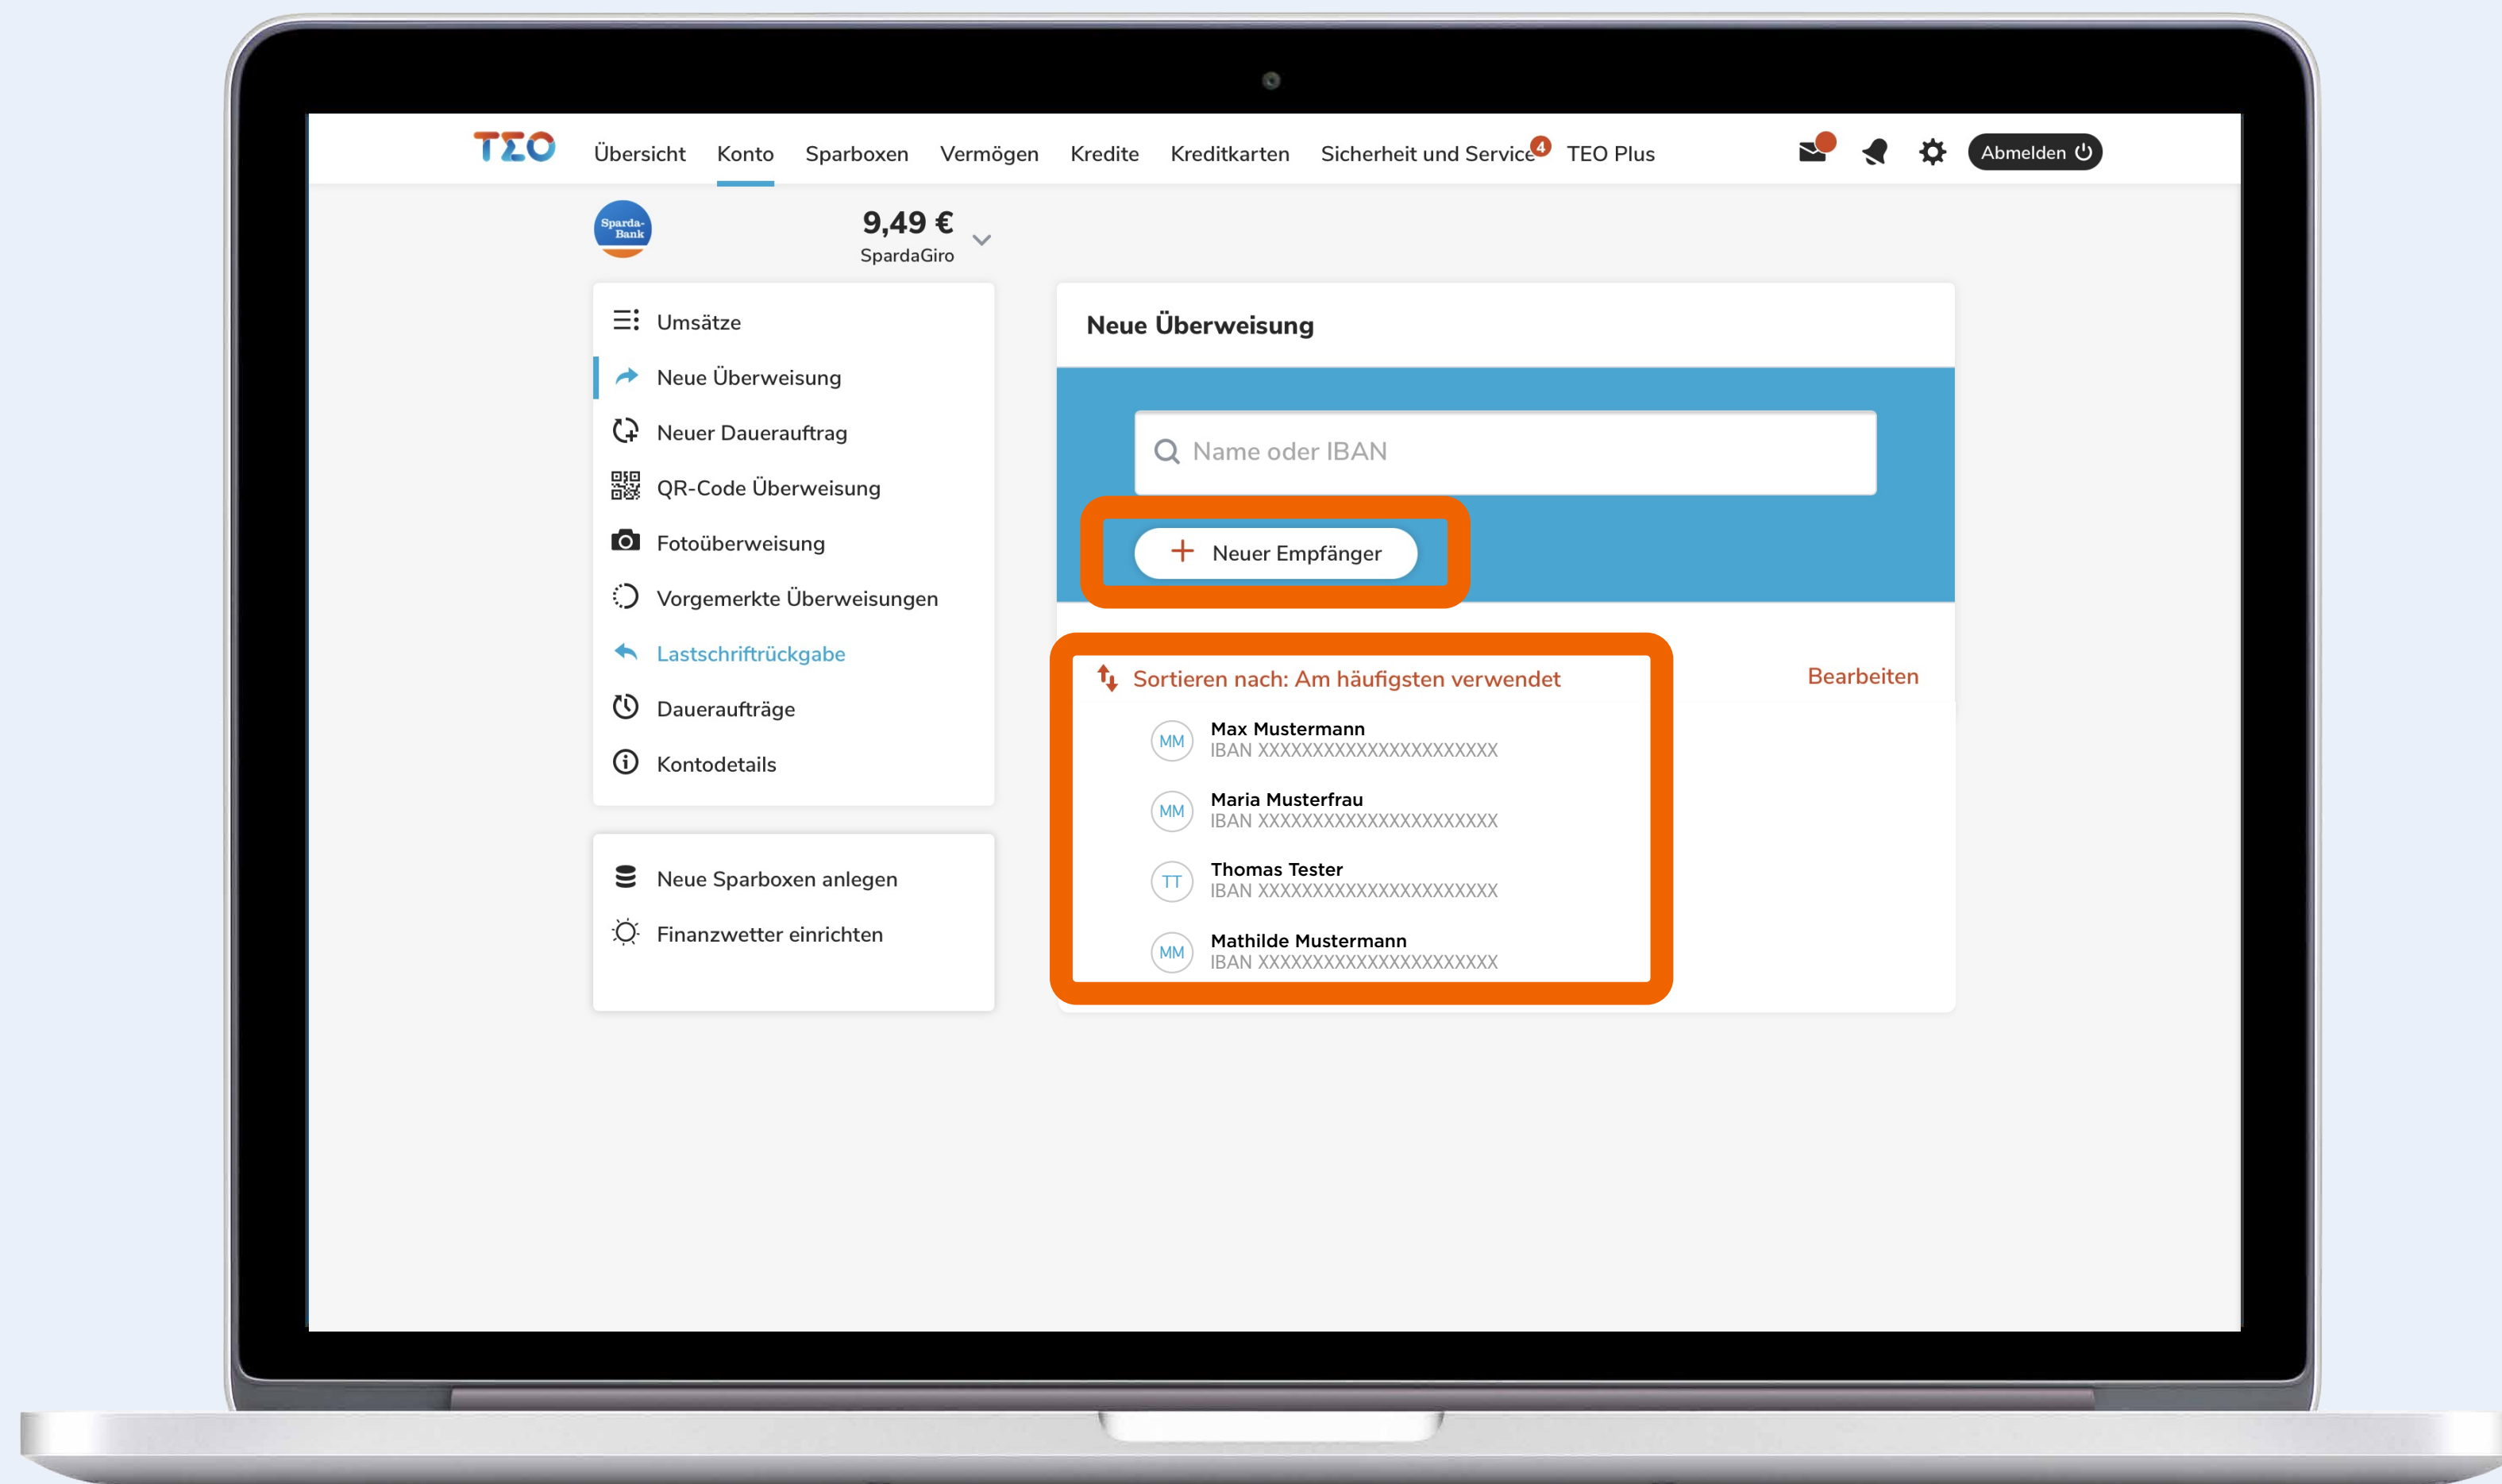 TEO
Übersicht Konto Sparboxen Vermögen Kredite Kreditkarten Sicherheit und Service 4 TEO Plus Abmelden
Sparda-
Bank
9,49 €
SpardaGiro
Umsätze
Neue Überweisung
Neuer Dauerauftrag
QR-Code Überweisung
Fotoüberweisung
Vorgemerkte Überweisungen
Lastschriftrückgabe
Daueraufträge
Kontodetails
Neue Sparboxen anlegen
Finanzwetter einrichten
Neue Überweisung
Name oder IBAN
+ Neuer Empfänger
Sortieren nach: Am häufigsten verwendet Bearbeiten
MM Max Mustermann
IBAN XXXXXXXXXXXXXXXXXXXXXX
MM Maria Musterfrau
IBAN XXXXXXXXXXXXXXXXXXXXXX
TT Thomas Tester
IBAN XXXXXXXXXXXXXXXXXXXXXX
MM Mathilde Mustermann
IBAN XXXXXXXXXXXXXXXXXXXXXX